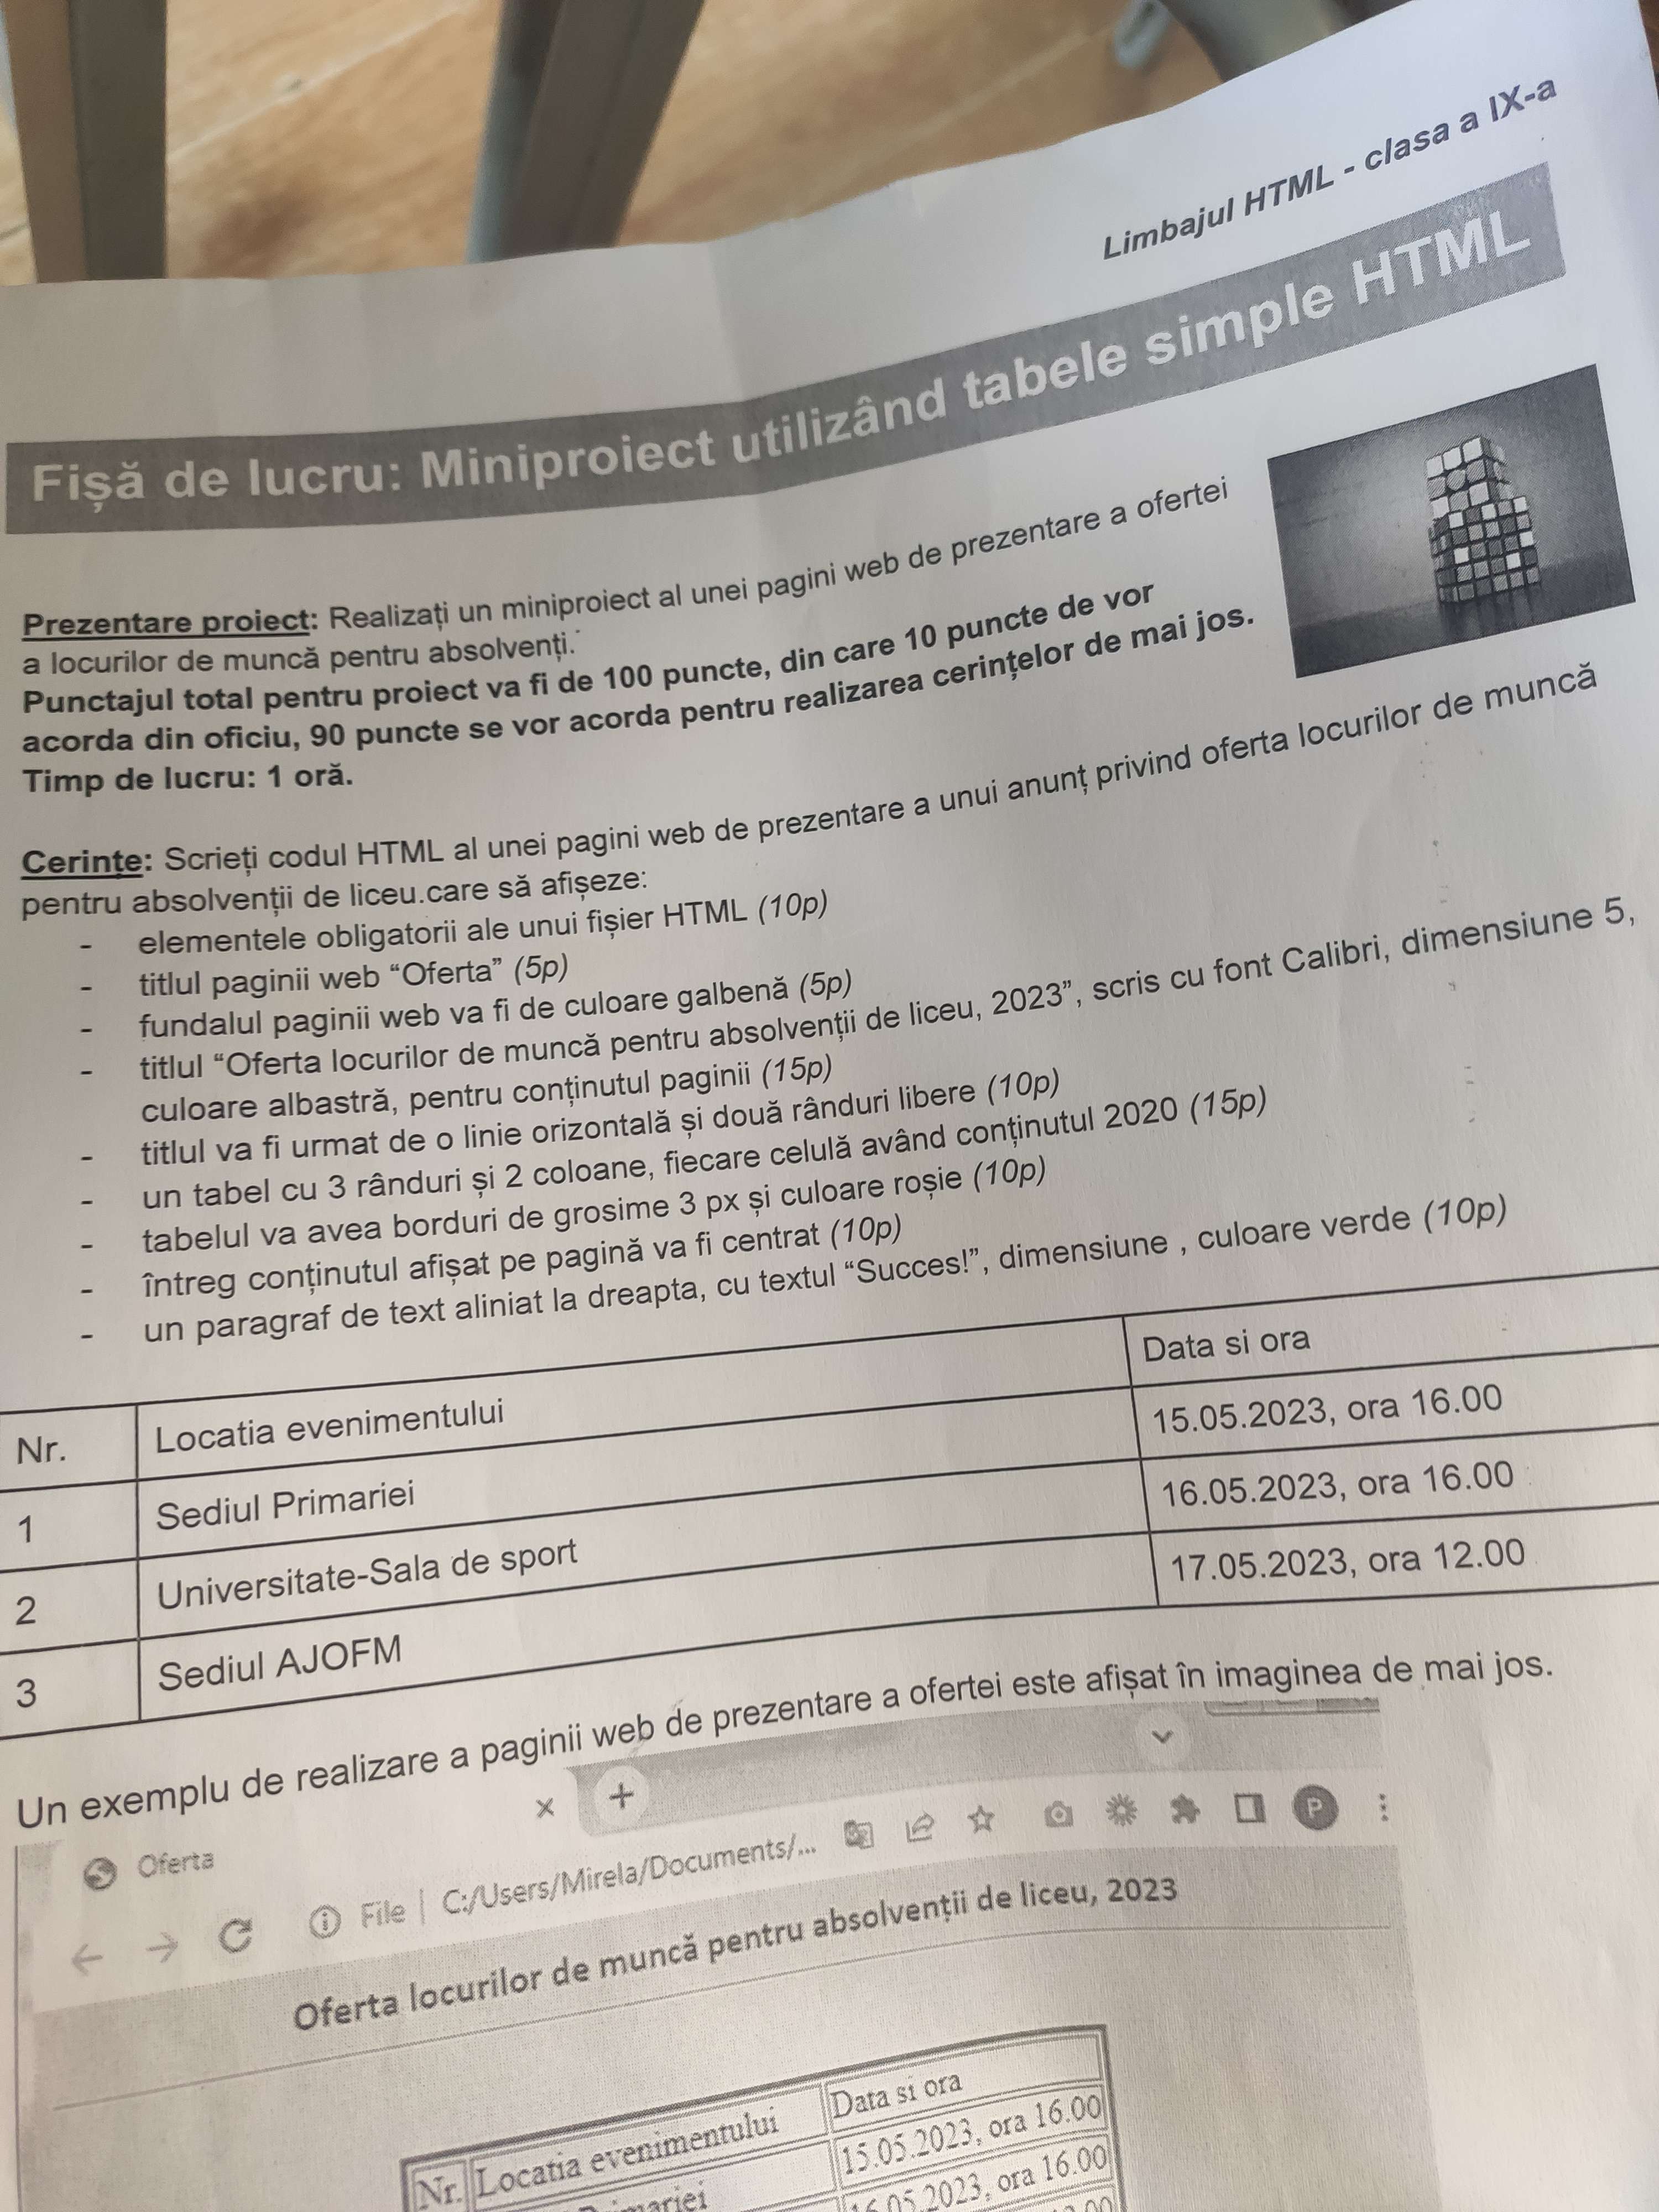 Limbajul HTML - clasa a IX-a
Fișă de lucru: Miniproiect utilizând tabele simple HTML
Prezentare proiect: Realizați un miniproiect al unei pagini web de prezentare a ofertei
a locurilor de muncă pentru absolvenți.
Punctajul total pentru proiect va fi de 100 puncte, din care 10 puncte de vor
acorda din oficiu, 90 puncte se vor acorda pentru realizarea cerințelor de mai jos.
Timp de lucru: 1 oră.
Cerințe: Scrieți codul HTML al unei pagini web de prezentare a unui anunț privind oferta locurilor de muncă
pentru absolvenții de liceu.care să afișeze:
- elementele obligatorii ale unui fișier HTML (10p)
- titlul paginii web “Oferta” (5p)
- fundalul paginii web va fi de culoare galbenă (5p)
- titlul “Oferta locurilor de muncă pentru absolvenții de liceu, 2023”, scris cu font Calibri, dimensiune 5,
culoare albastră, pentru conținutul paginii (15p)
- titlul va fi urmat de o linie orizontală și două rânduri libere (10p)
- un tabel cu 3 rânduri și 2 coloane, fiecare celulă având conținutul 2020 (15p)
- tabelul va avea borduri de grosime 3 px și culoare roșie (10p)
- întreg conținutul afișat pe pagină va fi centrat (10p)
- un paragraf de text aliniat la dreapta, cu textul “Succes!”, dimensiune , culoare verde (10p)
Nr. Locatia evenimentului Data si ora
1 Sediul Primariei 15.05.2023, ora 16.00
2 Universitate-Sala de sport 16.05.2023, ora 16.00
3 Sediul AJOFM 17.05.2023, ora 12.00
Un exemplu de realizare a paginii web de prezentare a ofertei este afișat în imaginea de mai jos.
Oferta × +
File | C:/Users/Mirela/Documents/... P
Oferta locurilor de muncă pentru absolvenții de liceu, 2023
Nr. Locatia evenimentului Data si ora
15.05.2023, ora 16.00
05.2023, ora 16.00